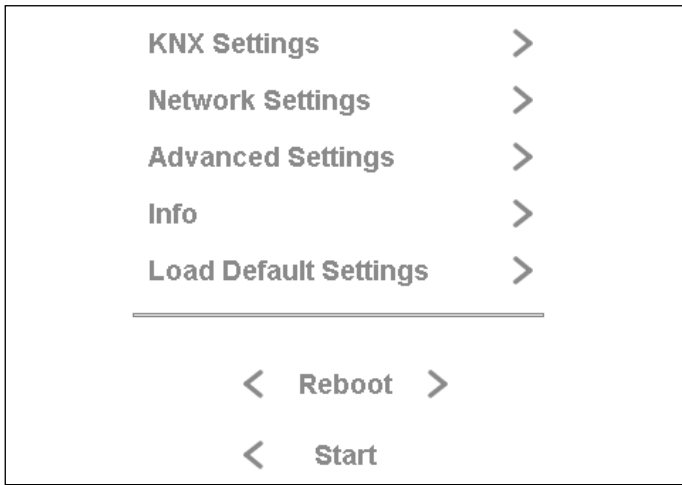 KNX Settings >
Network Settings >
Advanced Settings >
Info >
Load Default Settings >
< Reboot >
< Start